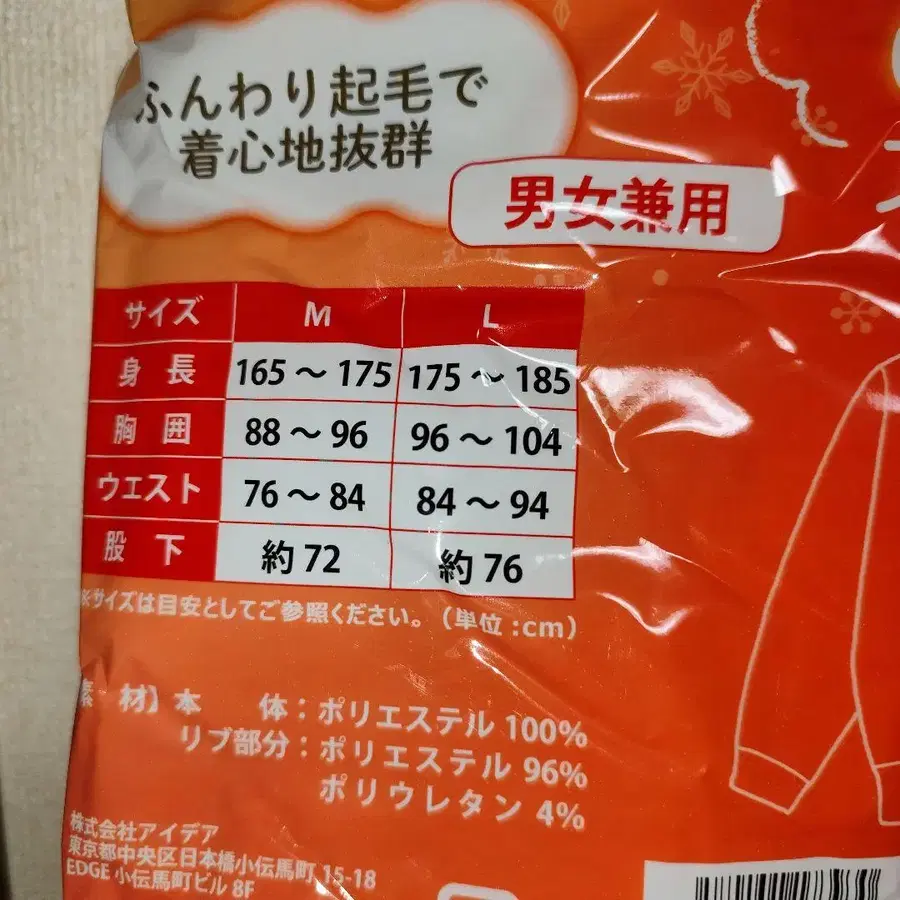 ふんわり起毛で
着心地抜群
男女兼用
サイズ M L
身長 165～175 175～185
胸囲 88～96 96～104
ウエスト 76～84 84～94
股下 約72 約76
※サイズは目安としてご参照ください。(単位:cm)
素材】本体:ポリエステル 100%
リブ部分:ポリエステル 96%
ポリウレタン 4%
株式会社アイデア
東京都中央区日本橋小伝馬町 15-18
EDGE 小伝馬町ビル 8F